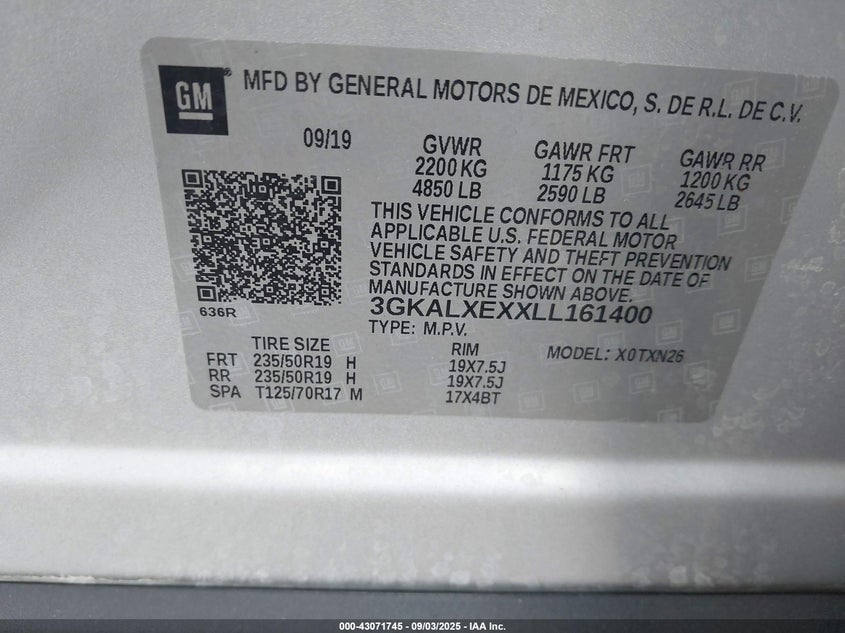 GM
MFD BY GENERAL MOTORS DE MEXICO, S. DE R.L. DE C.V.
09/19
GVWR
2200 KG
4850 LB
GAWR FRT
1175 KG
2590 LB
GAWR RR
1200 KG
2645 LB
THIS VEHICLE CONFORMS TO ALL
APPLICABLE U.S. FEDERAL MOTOR
VEHICLE SAFETY AND THEFT PREVENTION
STANDARDS IN EFFECT ON THE DATE OF
MANUFACTURE SHOWN ABOVE.
636R
3GKALXEXXLL161400
TYPE: M.P.V.
TIRE SIZE RIM MODEL: X0TXN26
FRT 235/50R19 H 19X7.5J
RR 235/50R19 H 19X7.5J
SPA T125/70R17 M 17X4BT
000-43071745 - 09/03/2025 - IAA Inc.